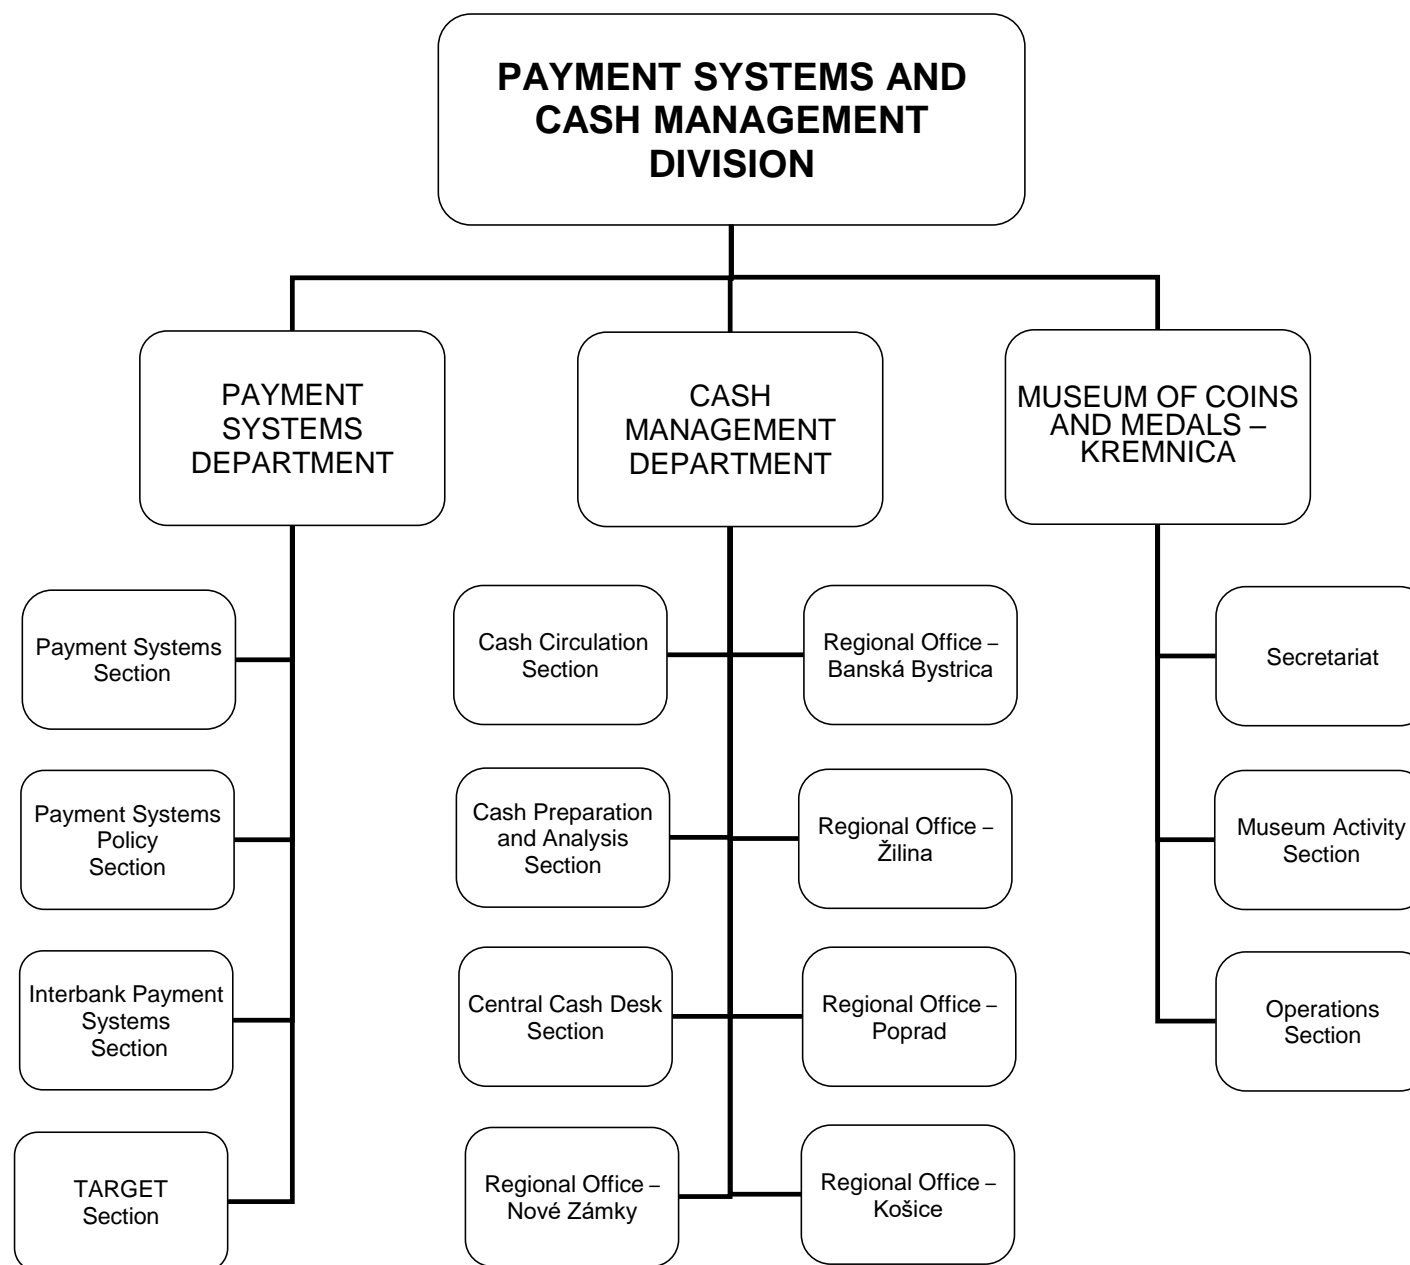 PAYMENT SYSTEMS AND
CASH MANAGEMENT
DIVISION
PAYMENT
SYSTEMS
DEPARTMENT
CASH
MANAGEMENT
DEPARTMENT
MUSEUM OF COINS
AND MEDALS –
KREMNICA
Payment Systems
Section
Payment Systems
Policy
Section
Interbank Payment
Systems
Section
TARGET
Section
Cash Circulation
Section
Cash Preparation
and Analysis
Section
Central Cash Desk
Section
Regional Office –
Nové Zámky
Regional Office –
Banská Bystrica
Regional Office –
Žilina
Regional Office –
Poprad
Regional Office –
Košice
Secretariat
Museum Activity
Section
Operations
Section